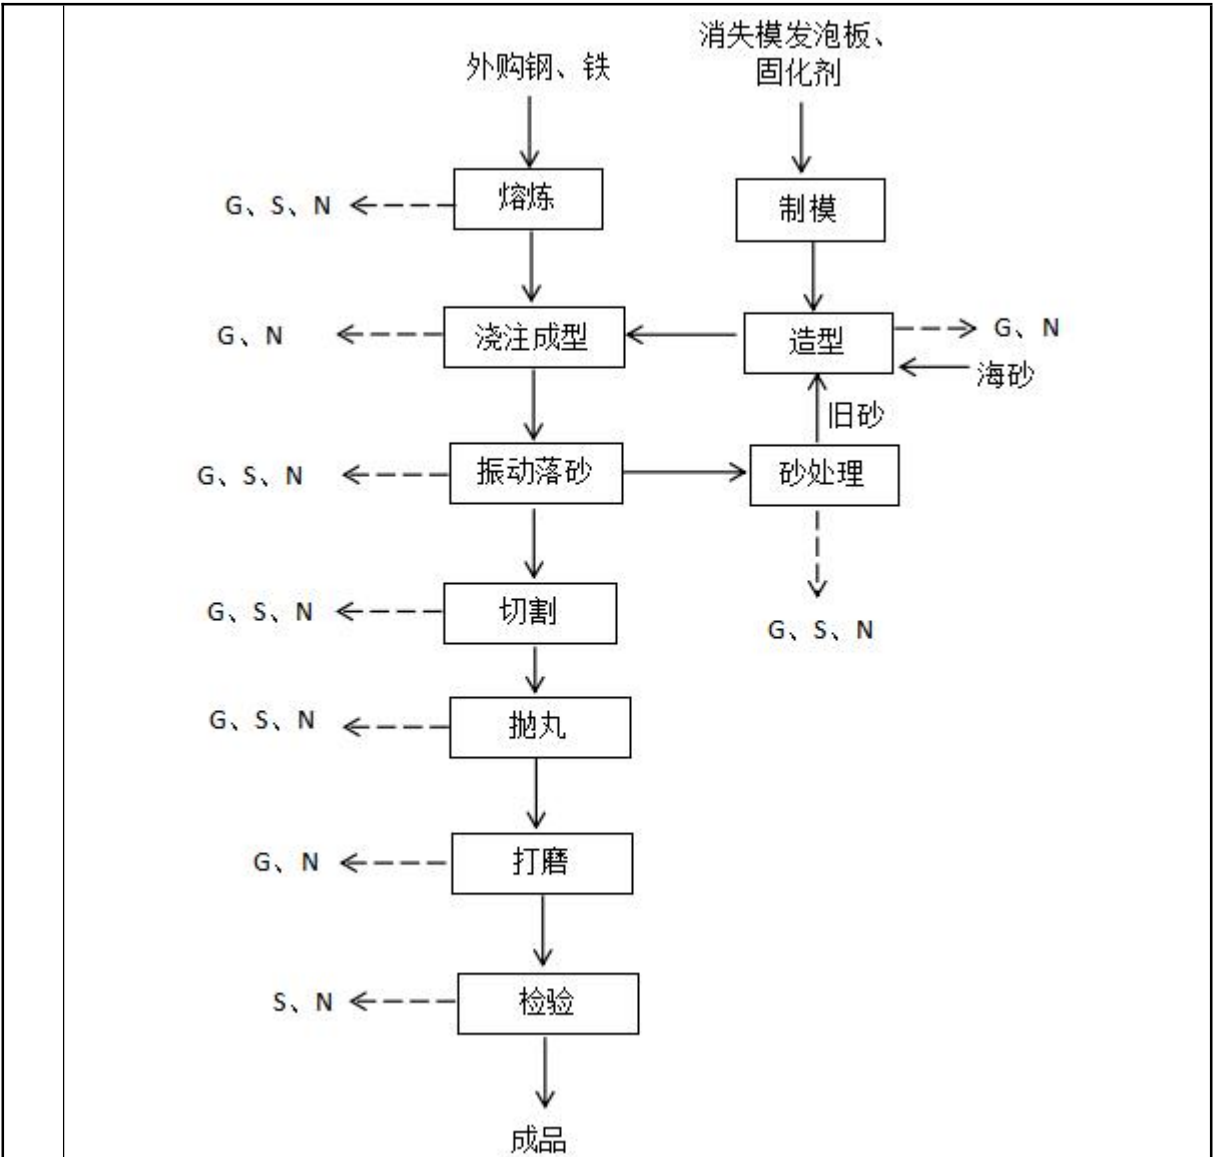 消失模发泡板、
固化剂
外购钢、铁
熔炼
G、S、N
制模
浇注成型
G、N
造型
G、N
海砂
旧砂
振动落砂
G、S、N
砂处理
G、S、N
切割
G、S、N
抛丸
G、S、N
打磨
G、N
检验
S、N
成品